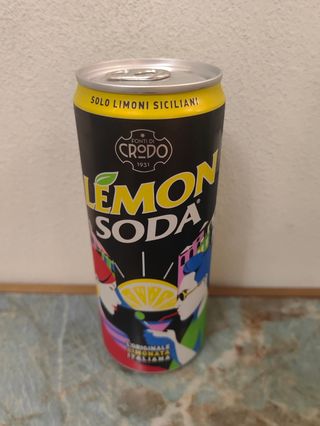 SOLO LIMONI SICILIANI
FONTI DI
CRODO
1931
LEMON
SODA®
L'ORIGINALE
LIMONATA
ITALIANA